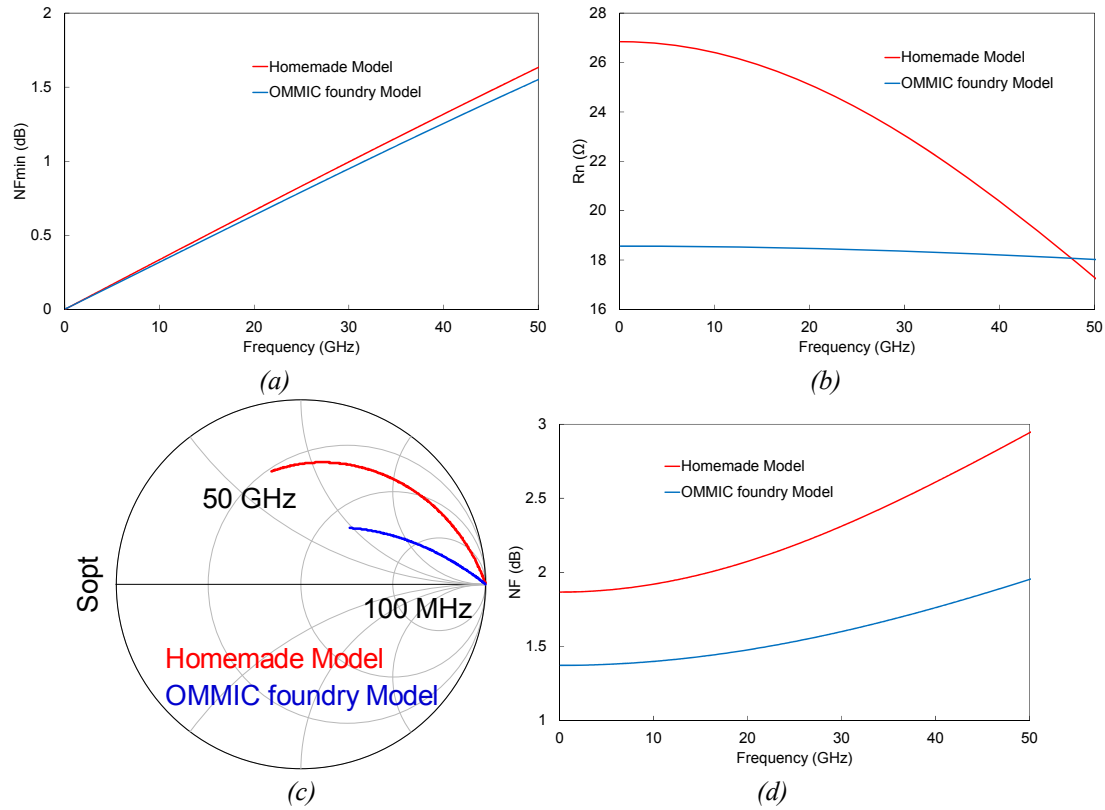 2
1.5
1
0.5
0
NFmin (dB)
Homemade Model
OMMIC foundry Model
0 10 20 30 40 50
Frequency (GHz)
(a)
28
26
24
22
20
18
16
Rn (Ω)
Homemade Model
OMMIC foundry Model
0 10 20 30 40 50
Frequency (GHz)
(b)
Sopt
50 GHz
100 MHz
Homemade Model
OMMIC foundry Model
(c)
3
2.5
2
1.5
1
NF (dB)
Homemade Model
OMMIC foundry Model
0 10 20 30 40 50
Frequency (GHz)
(d)